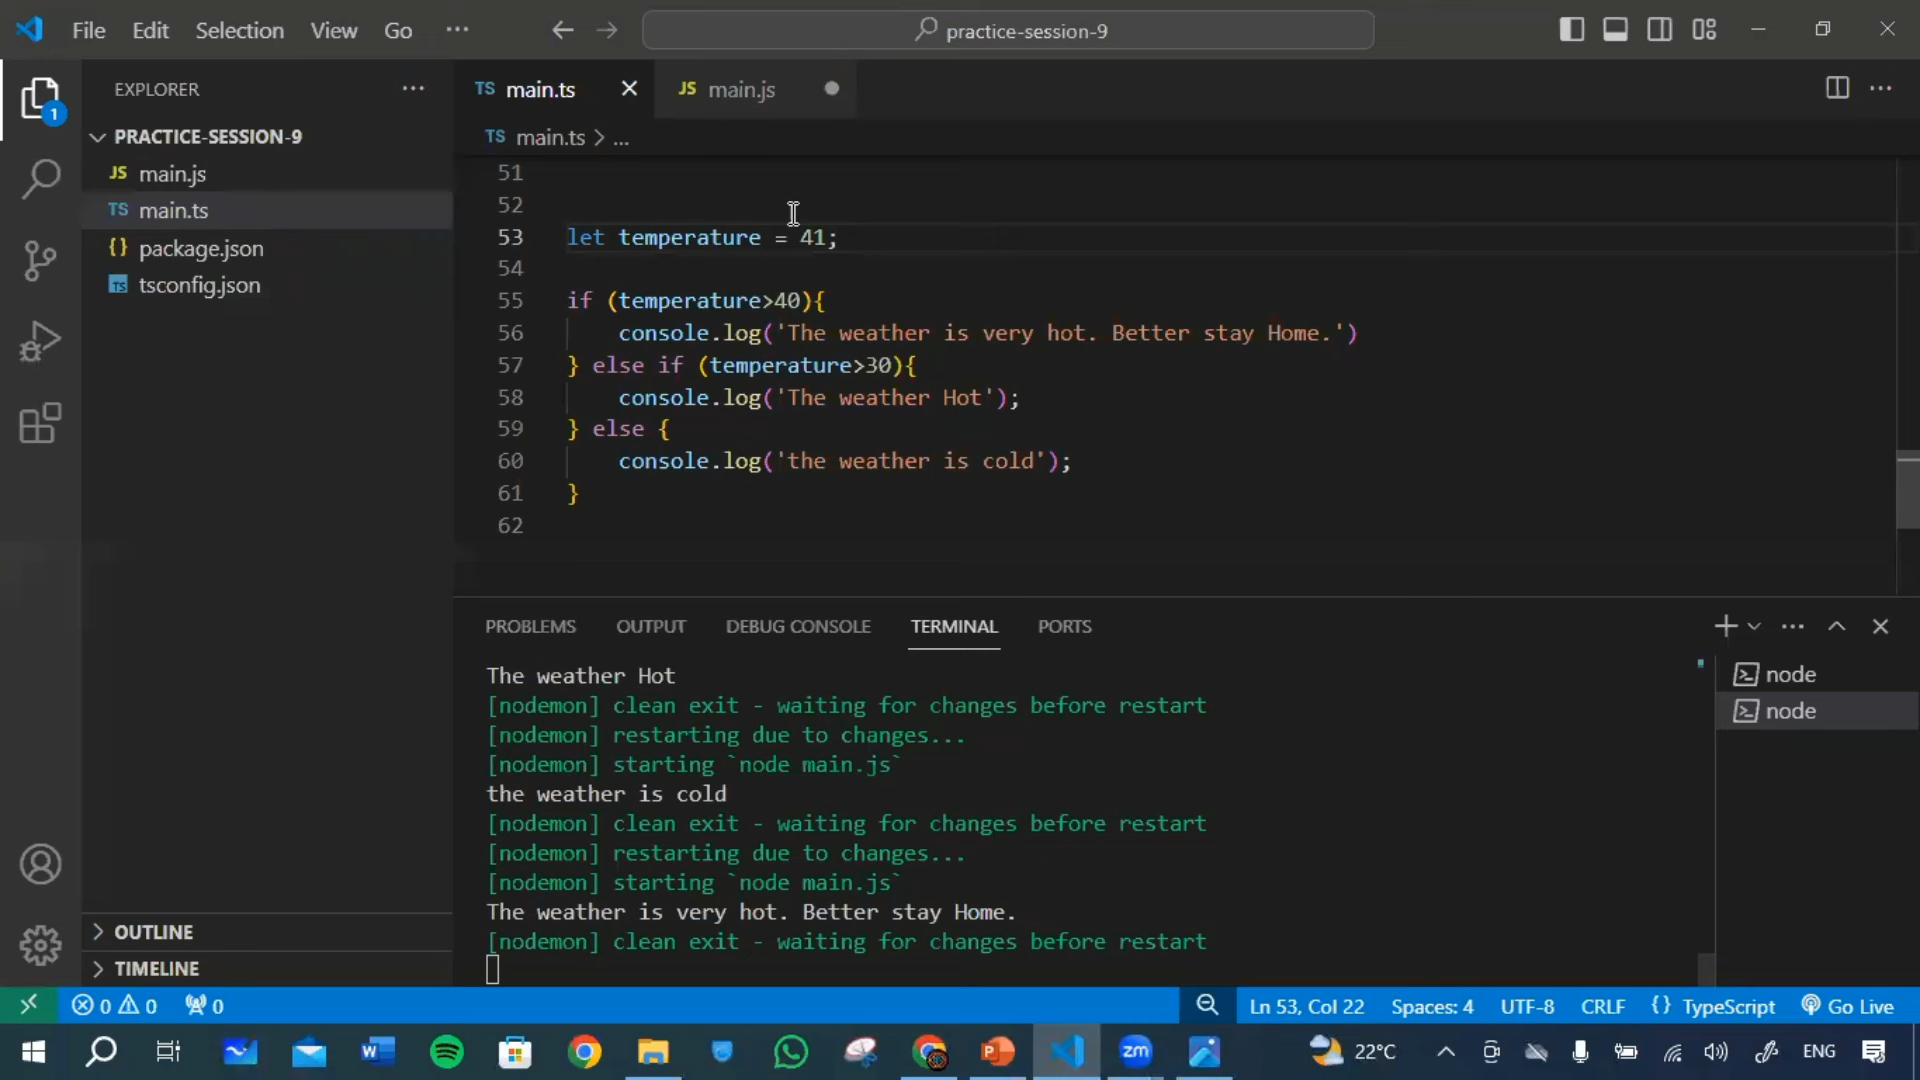 File Edit Selection View Go ... practice-session-9
EXPLORER ...
1
PRACTICE-SESSION-9
JS main.js
TS main.ts
{} package.json
TS tsconfig.json
OUTLINE
TIMELINE
TS main.ts JS main.js
TS main.ts > ...
51
52
53 let temperature = 41;
54
55 if (temperature>40){
56 console.log('The weather is very hot. Better stay Home.')
57 } else if (temperature>30){
58 console.log('The weather Hot');
59 } else {
60 console.log('the weather is cold');
61 }
62
PROBLEMS OUTPUT DEBUG CONSOLE TERMINAL PORTS
The weather Hot
[nodemon] clean exit - waiting for changes before restart
[nodemon] restarting due to changes...
[nodemon] starting `node main.js`
the weather is cold
[nodemon] clean exit - waiting for changes before restart
[nodemon] restarting due to changes...
[nodemon] starting `node main.js`
The weather is very hot. Better stay Home.
[nodemon] clean exit - waiting for changes before restart
node
node
0 0 0 Ln 53, Col 22 Spaces: 4 UTF-8 CRLF {} TypeScript Go Live
W P zm 22°C ENG